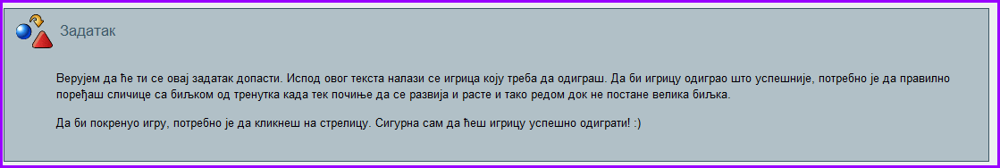 Задатак
Верујем да ће ти се овај задатак допасти. Испод овог текста налази се игрица коју треба да одиграш. Да би игрицу одиграо што успешније, потребно је да правилно
поређаш сличице са биљком од тренутка када тек почиње да се развија и расте и тако редом док не постане велика биљка.
Да би покренуо игру, потребно је да кликнеш на стрелицу. Сигурна сам да ћеш игрицу успешно одиграти! :)